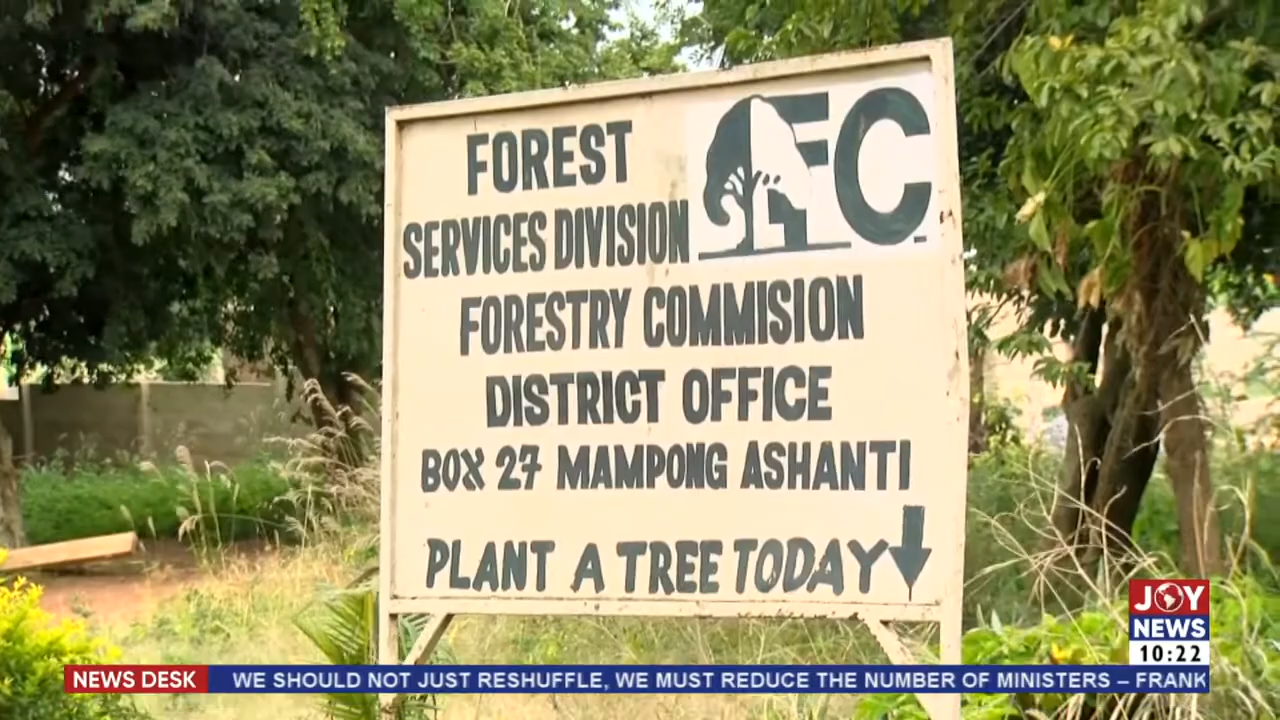 FOREST
SERVICES DIVISION
FC
FORESTRY COMMISION
DISTRICT OFFICE
BOX 27 MAMPONG ASHANTI
PLANT A TREE TODAY
JOY
NEWS
10:22
NEWS DESK
WE SHOULD NOT JUST RESHUFFLE, WE MUST REDUCE THE NUMBER OF MINISTERS – FRANK